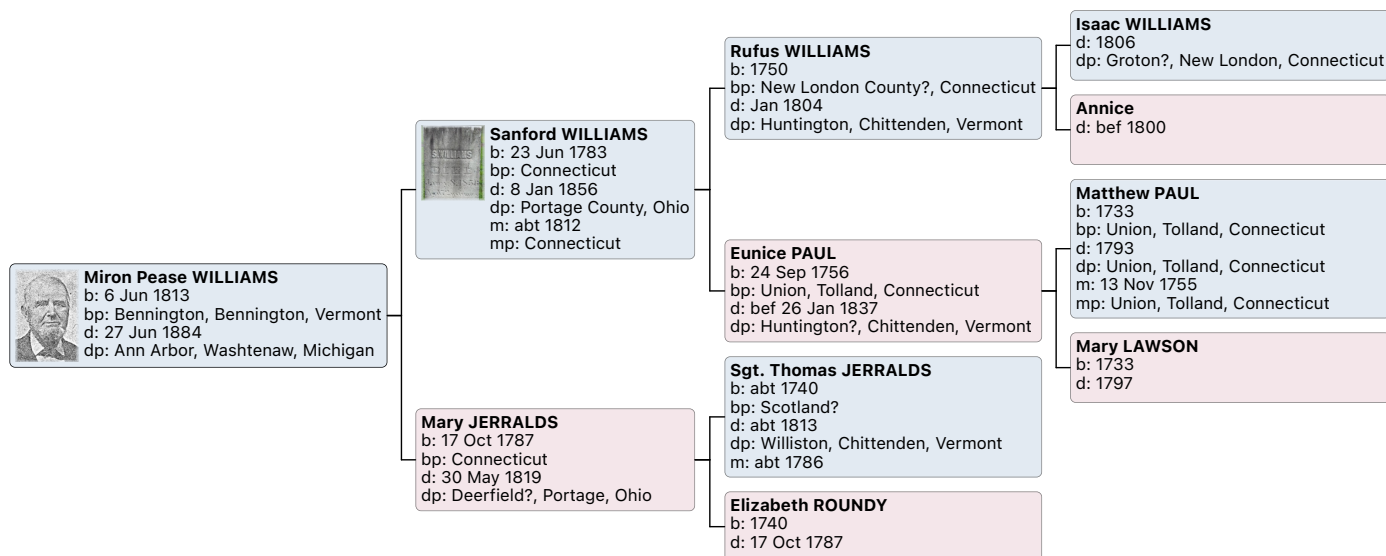 Miron Pease WILLIAMS
b: 6 Jun 1813
bp: Bennington, Bennington, Vermont
d: 27 Jun 1884
dp: Ann Arbor, Washtenaw, Michigan
Sanford WILLIAMS
b: 23 Jun 1783
bp: Connecticut
d: 8 Jan 1856
dp: Portage County, Ohio
m: abt 1812
mp: Connecticut
Mary JERRALDS
b: 17 Oct 1787
bp: Connecticut
d: 30 May 1819
dp: Deerfield?, Portage, Ohio
Rufus WILLIAMS
b: 1750
bp: New London County?, Connecticut
d: Jan 1804
dp: Huntington, Chittenden, Vermont
Eunice PAUL
b: 24 Sep 1756
bp: Union, Tolland, Connecticut
d: bef 26 Jan 1837
dp: Huntington?, Chittenden, Vermont
Sgt. Thomas JERRALDS
b: abt 1740
bp: Scotland?
d: abt 1813
dp: Williston, Chittenden, Vermont
m: abt 1786
Elizabeth ROUNDY
b: 1740
d: 17 Oct 1787
Isaac WILLIAMS
d: 1806
dp: Groton?, New London, Connecticut
Annice
d: bef 1800
Matthew PAUL
b: 1733
bp: Union, Tolland, Connecticut
d: 1793
dp: Union, Tolland, Connecticut
m: 13 Nov 1755
mp: Union, Tolland, Connecticut
Mary LAWSON
b: 1733
d: 1797